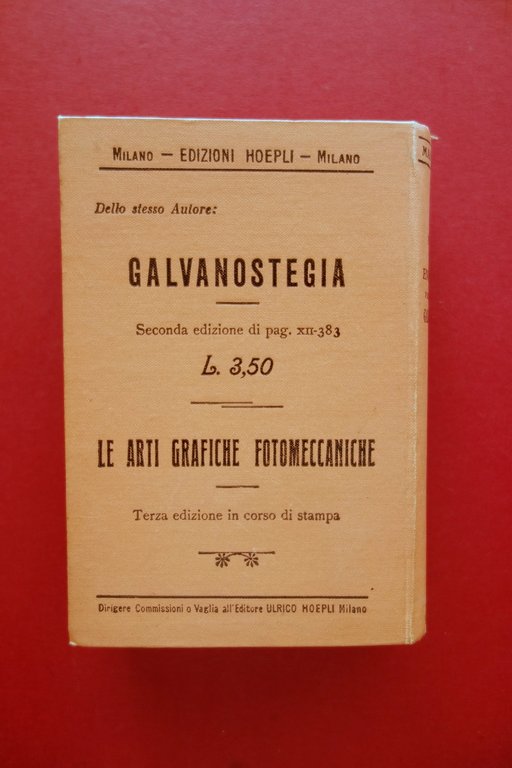 MILANO — EDIZIONI HOEPLI — MILANO
Dello stesso Autore:
GALVANOSTEGIA
Seconda edizione di pag. XII-383
L. 3,50
LE ARTI GRAFICHE FOTOMECCANICHE
Terza edizione in corso di stampa
Dirigere Commissioni o Vaglia all'Editore ULRICO HOEPLI Milano